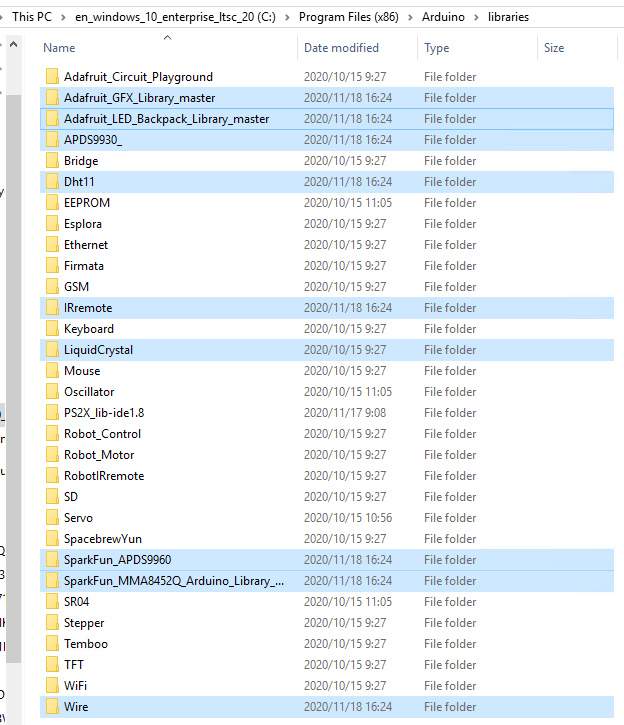 This PC > en_windows_10_enterprise_ltsc_20 (C:) > Program Files (x86) > Arduino > libraries
Name Date modified Type Size
Adafruit_Circuit_Playground 2020/10/15 9:27 File folder
Adafruit_GFX_Library_master 2020/11/18 16:24 File folder
Adafruit_LED_Backpack_Library_master 2020/11/18 16:24 File folder
APDS9930_ 2020/11/18 16:24 File folder
Bridge 2020/10/15 9:27 File folder
Dht11 2020/11/18 16:24 File folder
EEPROM 2020/10/15 11:05 File folder
Esplora 2020/10/15 9:27 File folder
Ethernet 2020/10/15 9:27 File folder
Firmata 2020/10/15 9:27 File folder
GSM 2020/10/15 9:27 File folder
IRremote 2020/11/18 16:24 File folder
Keyboard 2020/10/15 9:27 File folder
LiquidCrystal 2020/10/15 9:27 File folder
Mouse 2020/10/15 9:27 File folder
Oscillator 2020/10/15 11:05 File folder
PS2X_lib-ide1.8 2020/11/17 9:08 File folder
Robot_Control 2020/10/15 9:27 File folder
Robot_Motor 2020/10/15 9:27 File folder
RobotIRremote 2020/10/15 9:27 File folder
SD 2020/10/15 9:27 File folder
Servo 2020/10/15 10:56 File folder
SpacebrewYun 2020/10/15 9:27 File folder
SparkFun_APDS9960 2020/11/18 16:24 File folder
SparkFun_MMA8452Q_Arduino_Library_... 2020/11/18 16:24 File folder
SR04 2020/10/15 11:05 File folder
Stepper 2020/10/15 9:27 File folder
Temboo 2020/10/15 9:27 File folder
TFT 2020/10/15 9:27 File folder
WiFi 2020/10/15 9:27 File folder
Wire 2020/11/18 16:24 File folder